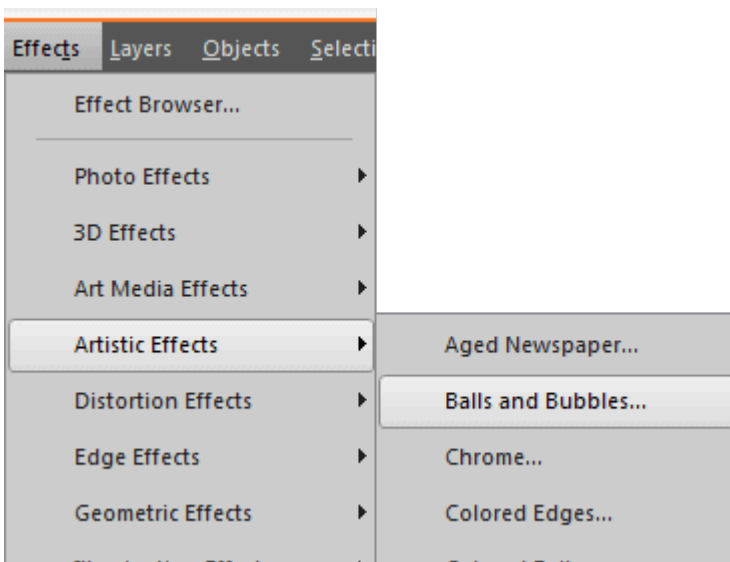 Effects Layers Objects
Effect Browser...
Photo Effects
3D Effects
Art Media Effects
Artistic Effects
Distortion Effects
Edge Effects
Geometric Effects
Aged Newspaper...
Balls and Bubbles...
Chrome...
Colored Edges...